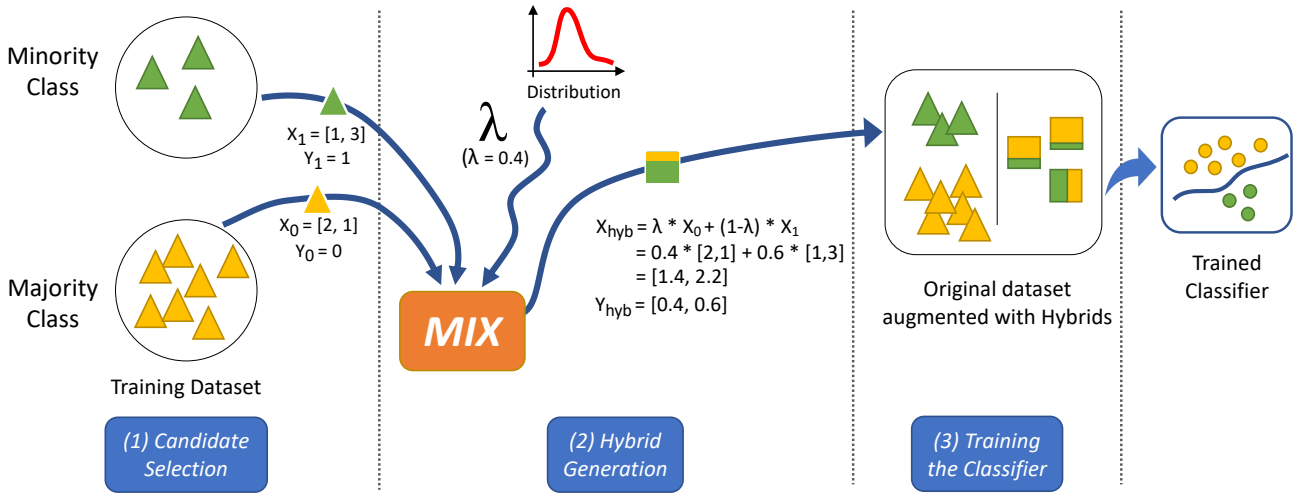 Minority
Class
X1 = [1, 3]
Y1 = 1
X0 = [2, 1]
Y0 = 0
Majority
Class
Training Dataset
(1) Candidate
Selection
Distribution
λ
(λ = 0.4)
MIX
Xhyb = λ * X0 + (1-λ) * X1
= 0.4 * [2,1] + 0.6 * [1,3]
= [1.4, 2.2]
Yhyb = [0.4, 0.6]
(2) Hybrid
Generation
Original dataset
augmented with Hybrids
(3) Training
the Classifier
Trained
Classifier